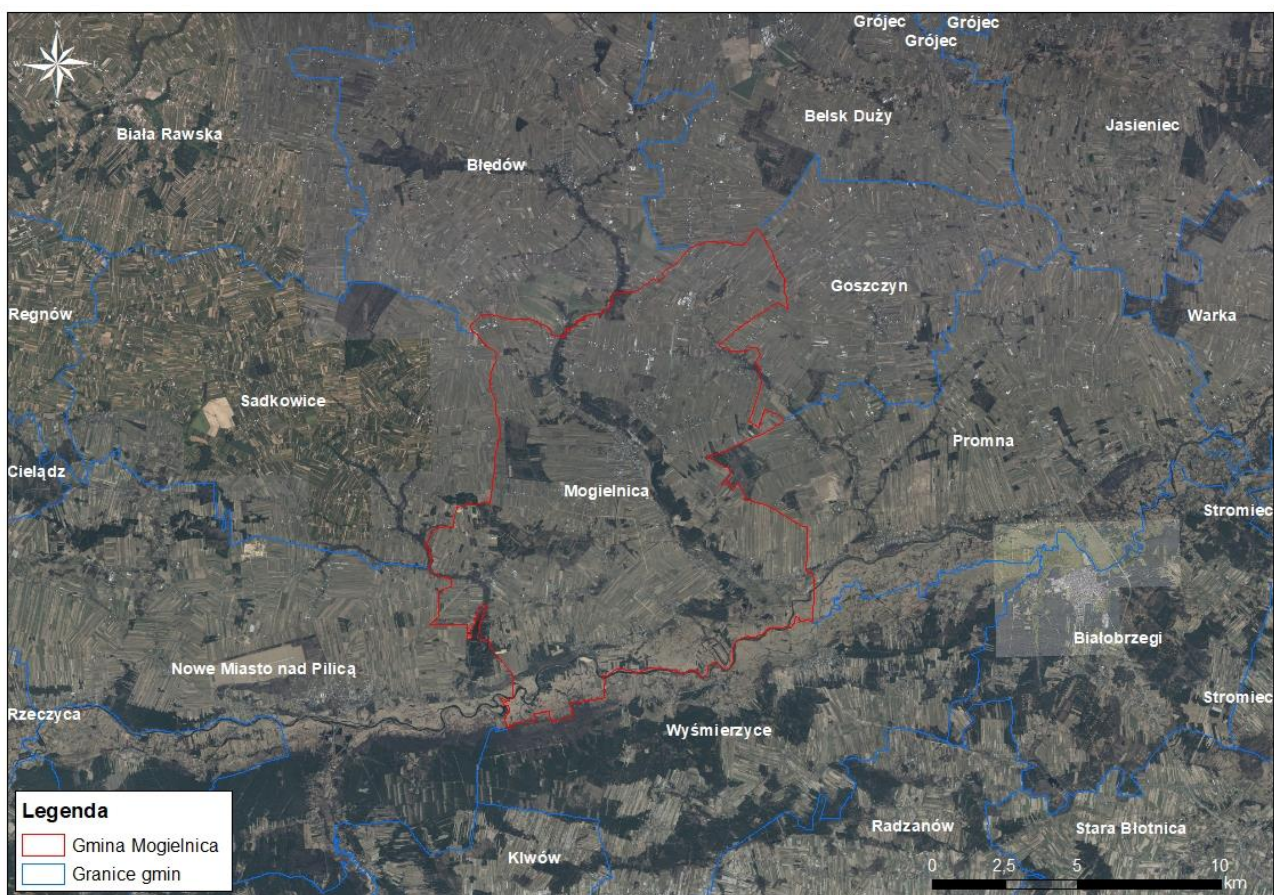 Grójec
Grójec
Grójec
Biała Rawska
Belsk Duży
Jasieniec
Błędów
Goszczyn
Regnów
Warka
Sadkowice
Promna
Cielądz
Mogielnica
Stromiec
Białobrzegi
Nowe Miasto nad Pilicą
Stromiec
Rzeczyca
Wyśmierzyce
Legenda
Gmina Mogielnica
Granice gmin
Radzanów
Stara Błotnica
Klwów
0 2,5 5 10
km